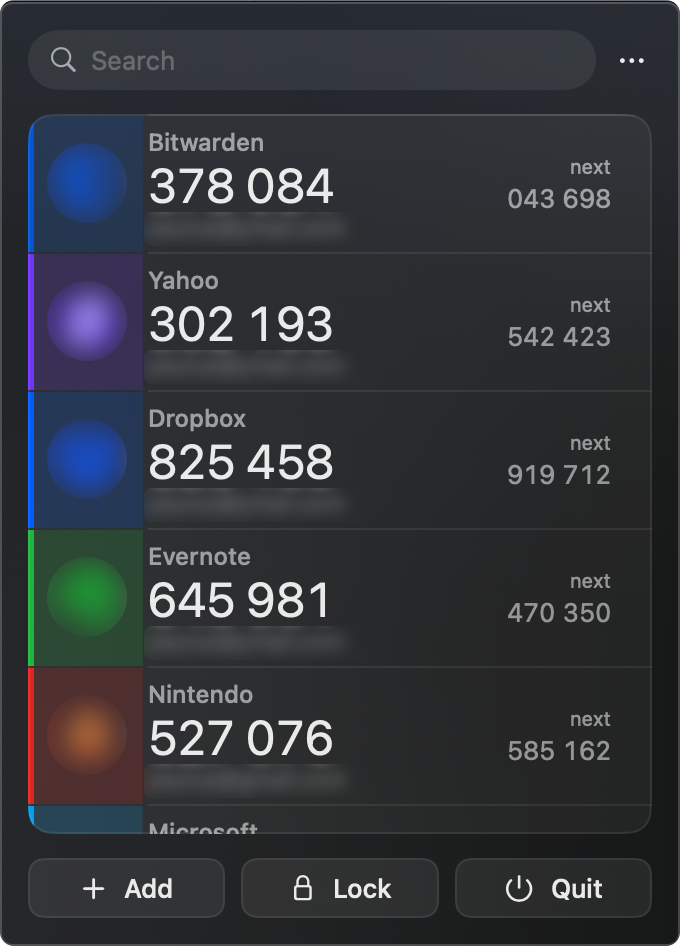 Search
Bitwarden
378 084
next
043 698
Yahoo
302 193
next
542 423
Dropbox
825 458
next
919 712
Evernote
645 981
next
470 350
Nintendo
527 076
next
585 162
Microsoft
Add
Lock
Quit